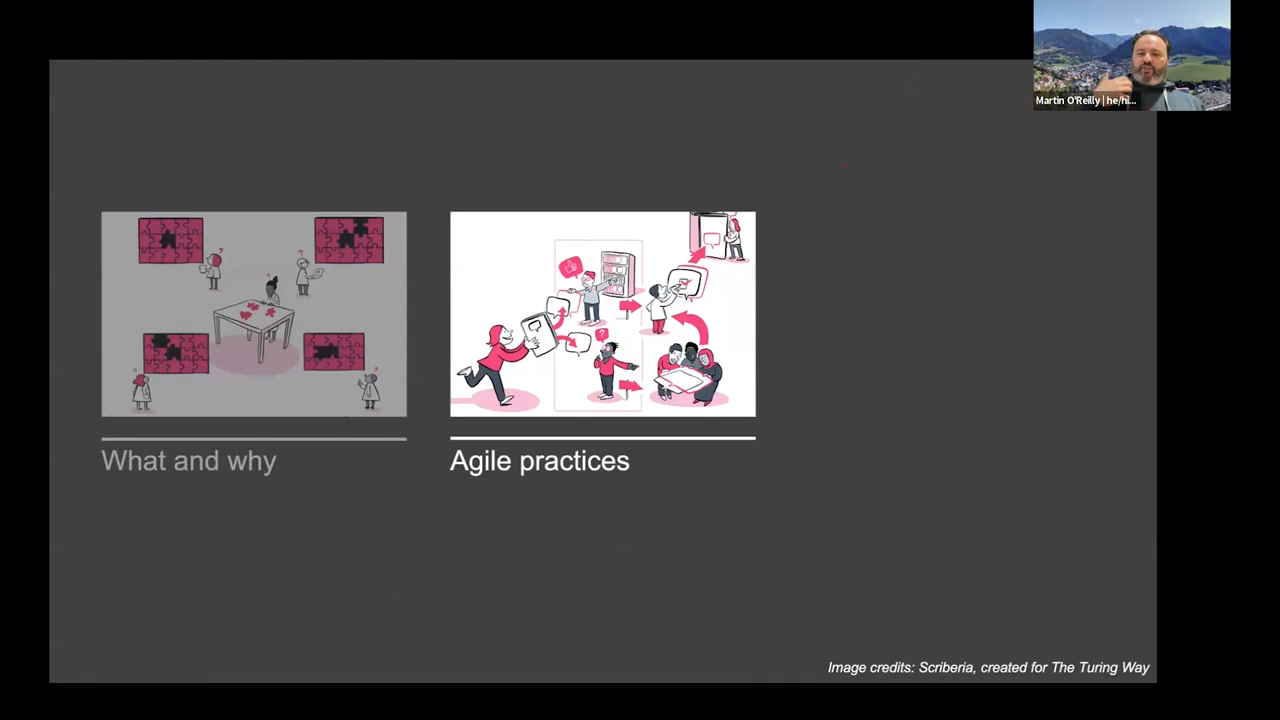 Martin O'Reilly | he/hi...
What and why
Agile practices
Image credits: Scriberia, created for The Turing Way